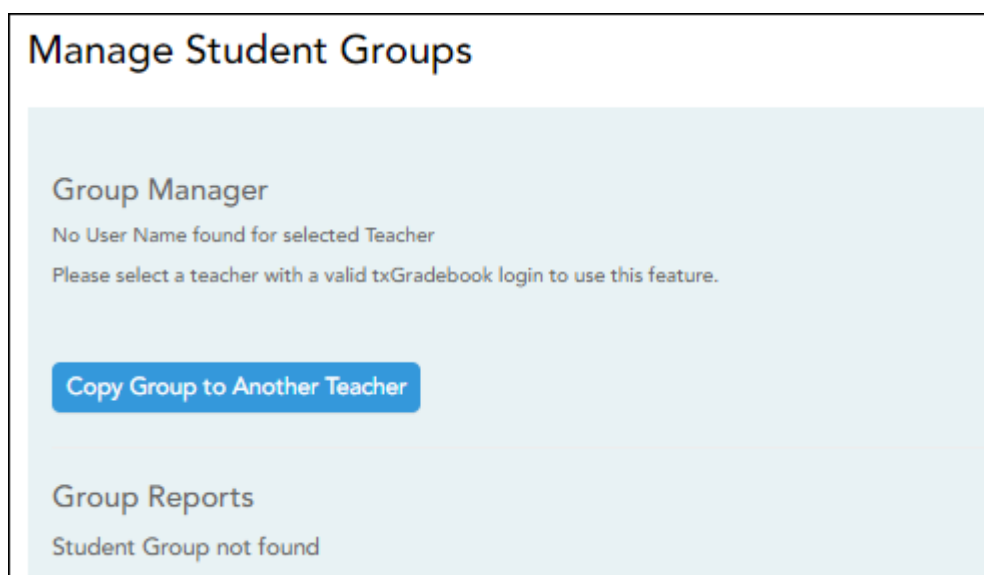 Manage Student Groups
Group Manager
No User Name found for selected Teacher
Please select a teacher with a valid txGradebook login to use this feature.
Copy Group to Another Teacher
Group Reports
Student Group not found